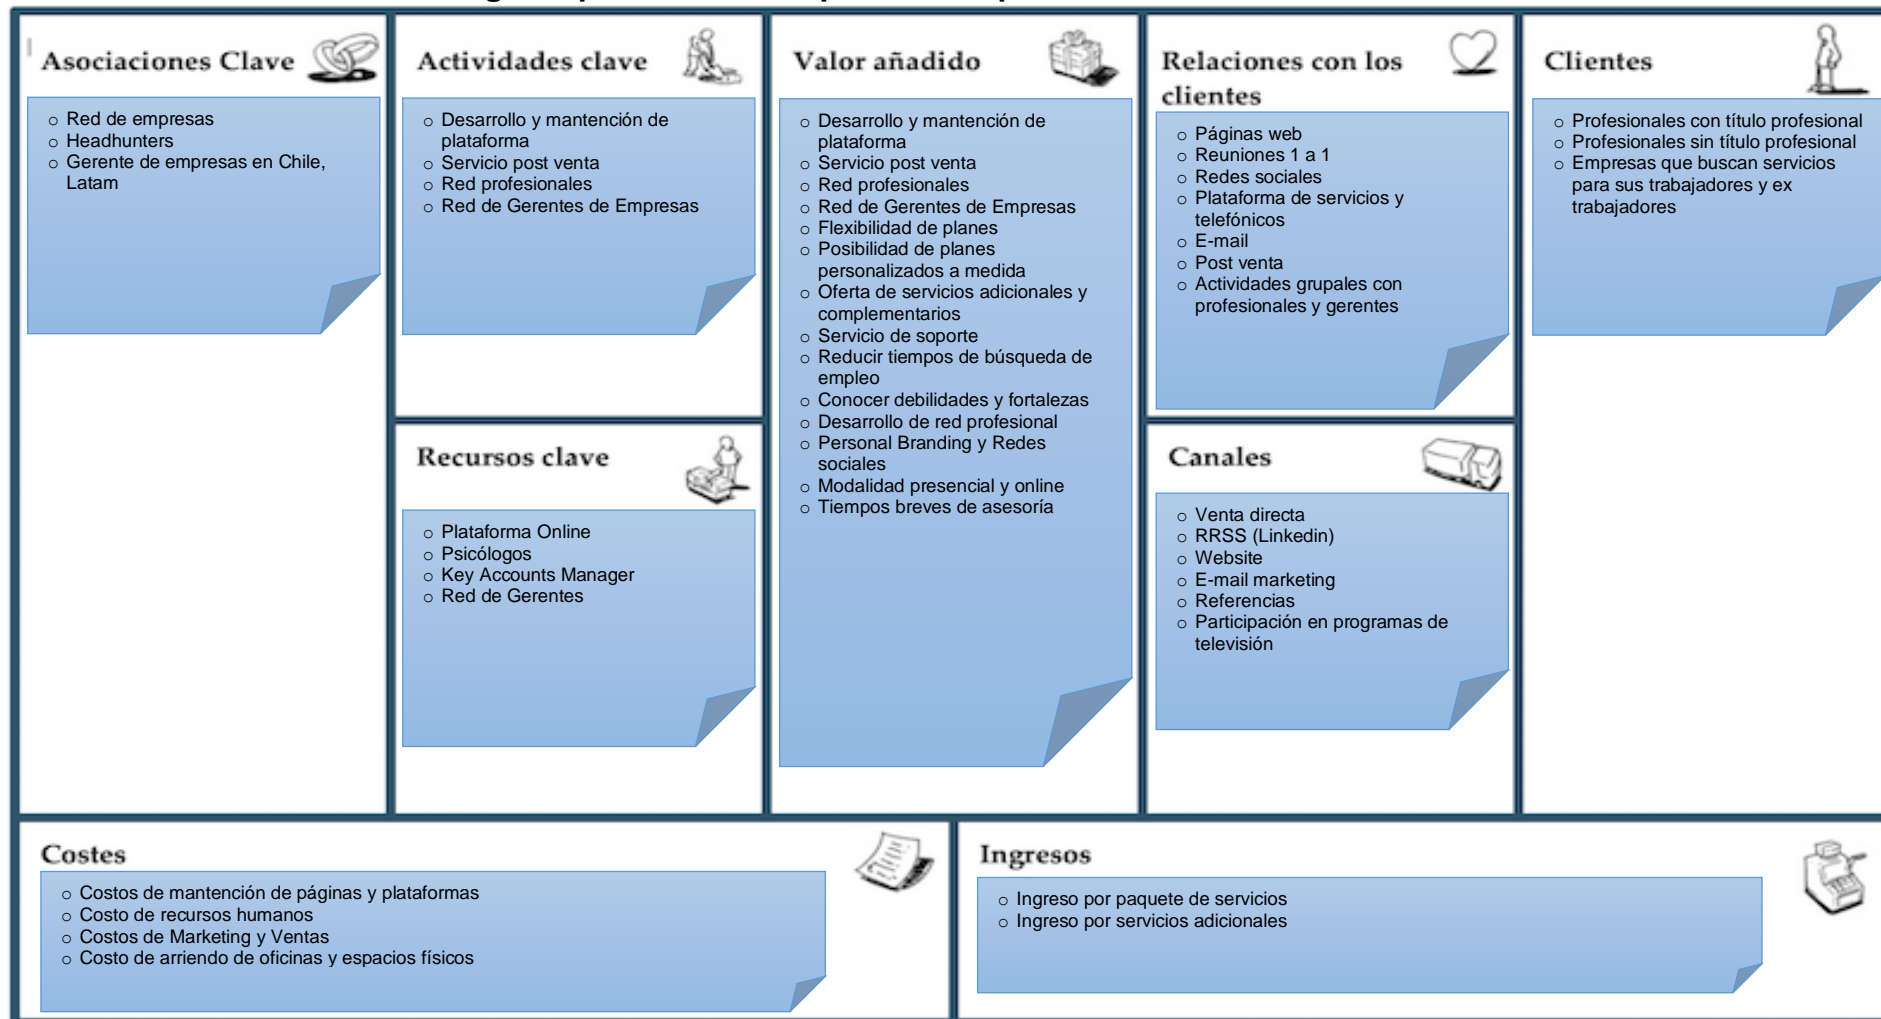 Asociaciones Clave
○ Red de empresas
○ Headhunters
○ Gerente de empresas en Chile,
Latam
Actividades clave
○ Desarrollo y mantención de
plataforma
○ Servicio post venta
○ Red profesionales
○ Red de Gerentes de Empresas
Recursos clave
○ Plataforma Online
○ Psicólogos
○ Key Accounts Manager
○ Red de Gerentes
Valor añadido
○ Desarrollo y mantención de
plataforma
○ Servicio post venta
○ Red profesionales
○ Red de Gerentes de Empresas
○ Flexibilidad de planes
○ Posibilidad de planes
personalizados a medida
○ Oferta de servicios adicionales y
complementarios
○ Servicio de soporte
○ Reducir tiempos de búsqueda de
empleo
○ Conocer debilidades y fortalezas
○ Desarrollo de red profesional
○ Personal Branding y Redes
sociales
○ Modalidad presencial y online
○ Tiempos breves de asesoría
Relaciones con los
clientes
○ Páginas web
○ Reuniones 1 a 1
○ Redes sociales
○ Plataforma de servicios y
telefónicos
○ E-mail
○ Post venta
○ Actividades grupales con
profesionales y gerentes
Canales
○ Venta directa
○ RRSS (Linkedin)
○ Website
○ E-mail marketing
○ Referencias
○ Participación en programas de
televisión
Clientes
○ Profesionales con título profesional
○ Profesionales sin título profesional
○ Empresas que buscan servicios
para sus trabajadores y ex
trabajadores
Costes
○ Costos de mantención de páginas y plataformas
○ Costo de recursos humanos
○ Costos de Marketing y Ventas
○ Costo de arriendo de oficinas y espacios físicos
Ingresos
○ Ingreso por paquete de servicios
○ Ingreso por servicios adicionales